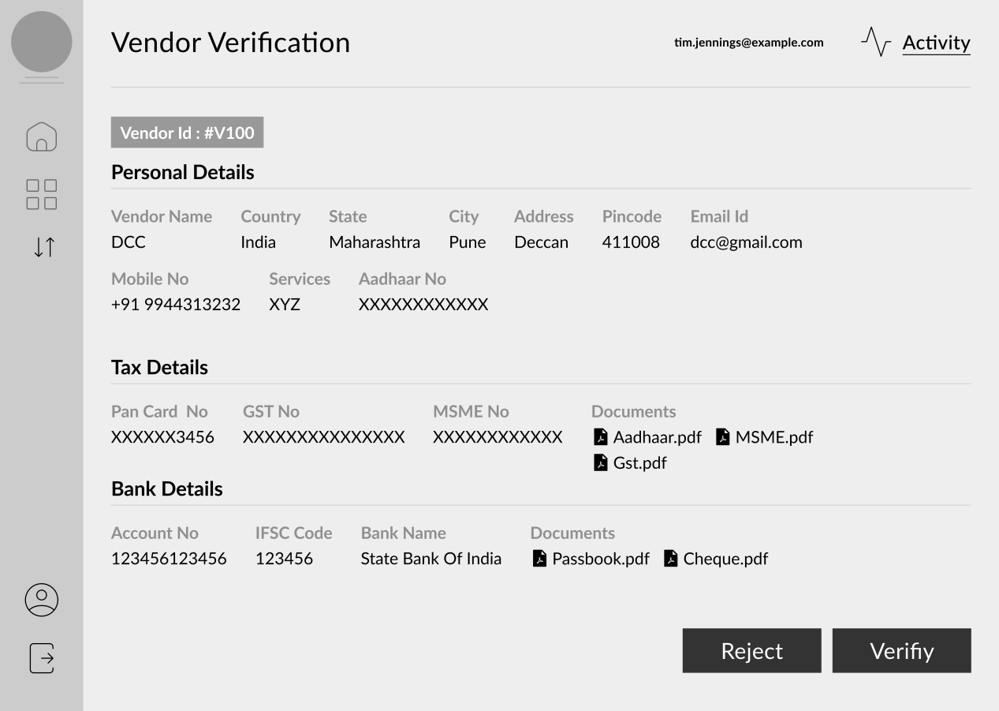 Vendor Verification
tim.jennings@example.com
Activity
Vendor Id : #V100
Personal Details
Vendor Name Country State City Address Pincode Email Id
DCC India Maharashtra Pune Deccan 411008 dcc@gmail.com
Mobile No Services Aadhaar No
+91 9944313232 XYZ XXXXXXXXXXXX
Tax Details
Pan Card  No GST No MSME No Documents
XXXXXX3456 XXXXXXXXXXXXXXX XXXXXXXXXXXX Aadhaar.pdf MSME.pdf
Gst.pdf
Bank Details
Account No IFSC Code Bank Name Documents
123456123456 123456 State Bank Of India Passbook.pdf Cheque.pdf
Reject Verifiy